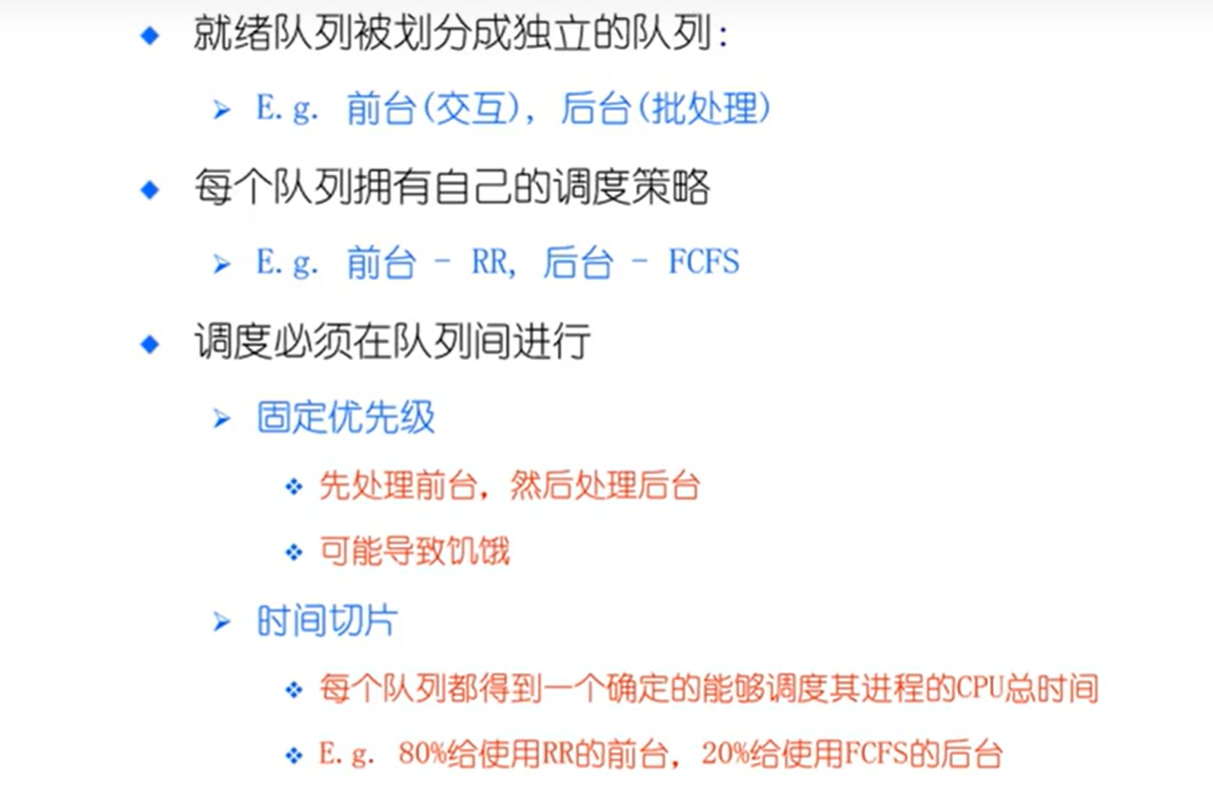 就绪队列被划分成独立的队列:
E.g. 前台(交互), 后台(批处理)
每个队列拥有自己的调度策略
E.g. 前台 - RR, 后台 - FCFS
调度必须在队列间进行
固定优先级
先处理前台, 然后处理后台
可能导致饥饿
时间切片
每个队列都得到一个确定的能够调度其进程的CPU总时间
E.g. 80%给使用RR的前台, 20%给使用FCFS的后台